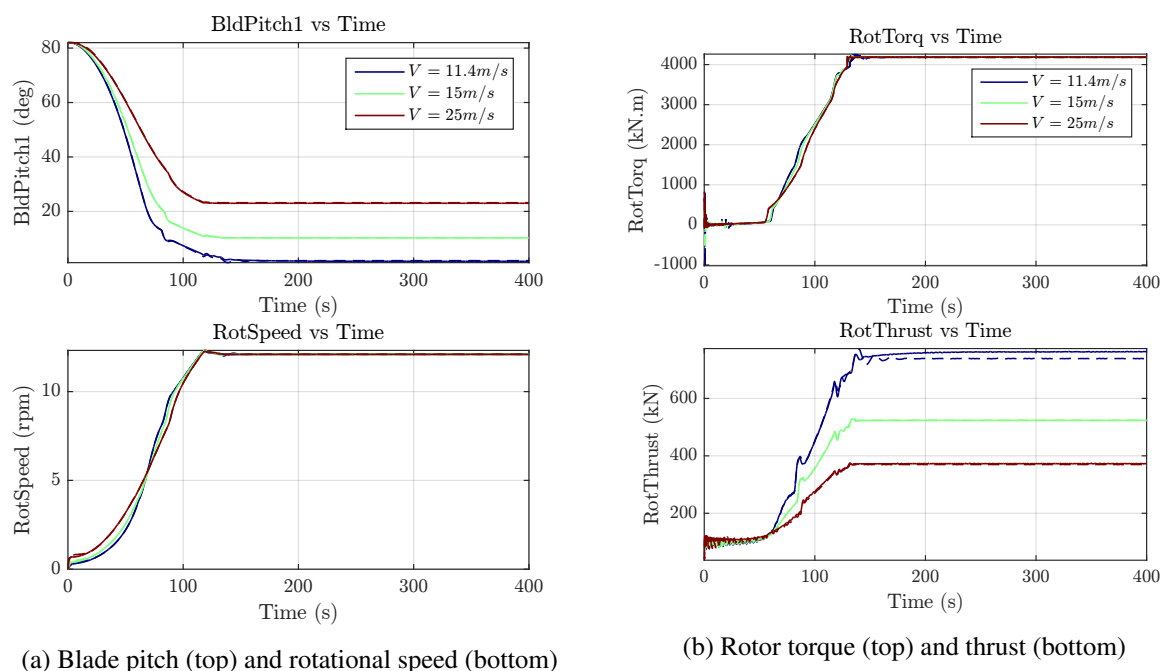 BldPitch1 vs Time
BldPitch1 (deg)
80
60
40
20
V = 11.4m/s
V = 15m/s
V = 25m/s
0 100 200 300 400
Time (s)
RotSpeed vs Time
RotSpeed (rpm)
10
5
0
0 100 200 300 400
Time (s)
(a) Blade pitch (top) and rotational speed (bottom)
RotTorq vs Time
RotTorq (kN.m)
4000
3000
2000
1000
0
-1000
V = 11.4m/s
V = 15m/s
V = 25m/s
0 100 200 300 400
Time (s)
RotThrust vs Time
RotThrust (kN)
600
400
200
0 100 200 300 400
Time (s)
(b) Rotor torque (top) and thrust (bottom)